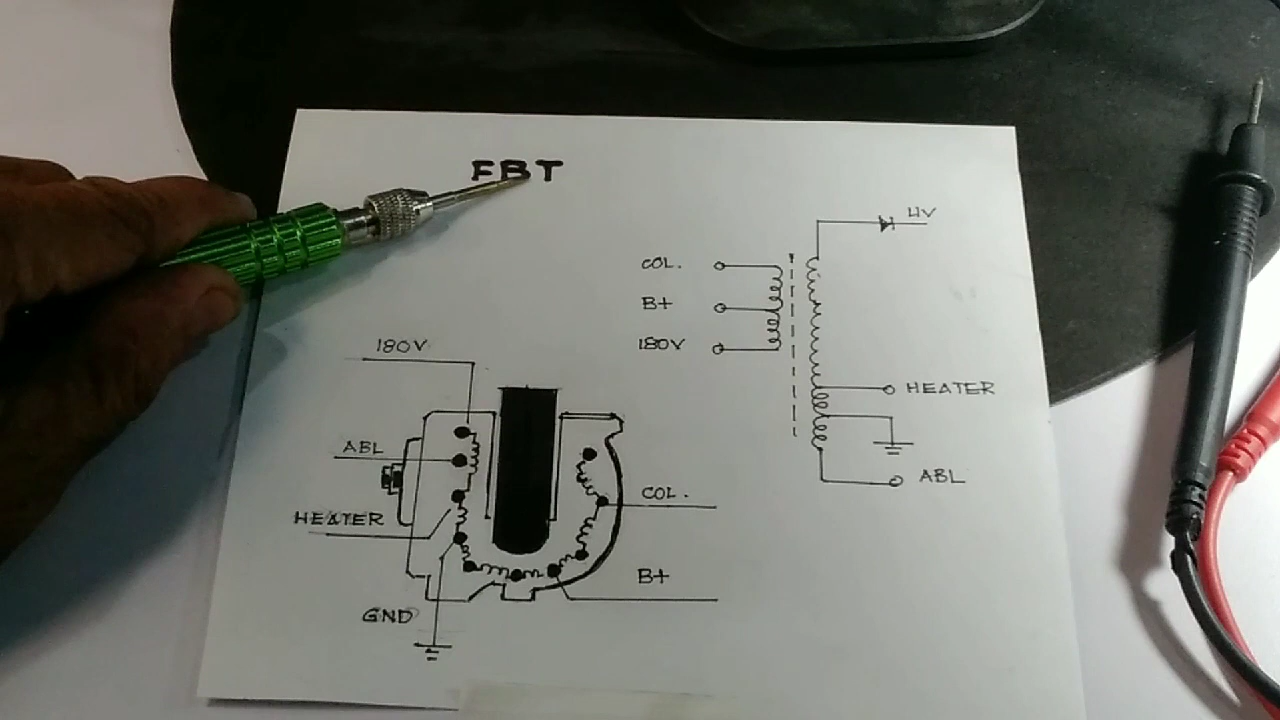 FBT
HV
COL.
B+
180V
HEATER
ABL
180V
ABL
HEATER
GND
COL.
B+